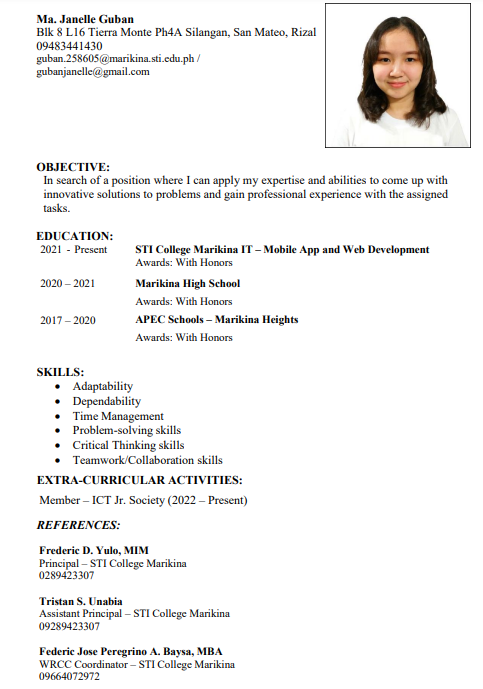 Ma. Janelle Guban
Blk 8 L16 Tierra Monte Ph4A Silangan, San Mateo, Rizal
09483441430
guban.258605@marikina.sti.edu.ph /
gubanjanelle@gmail.com
OBJECTIVE:
In search of a position where I can apply my expertise and abilities to come up with
innovative solutions to problems and gain professional experience with the assigned
tasks.
EDUCATION:
2021 - Present STI College Marikina IT – Mobile App and Web Development
Awards: With Honors
2020 – 2021 Marikina High School
Awards: With Honors
2017 – 2020 APEC Schools – Marikina Heights
Awards: With Honors
SKILLS:
• Adaptability
• Dependability
• Time Management
• Problem-solving skills
• Critical Thinking skills
• Teamwork/Collaboration skills
EXTRA-CURRICULAR ACTIVITIES:
Member – ICT Jr. Society (2022 – Present)
REFERENCES:
Frederic D. Yulo, MIM
Principal – STI College Marikina
0289423307
Tristan S. Unabia
Assistant Principal – STI College Marikina
09289423307
Federic Jose Peregrino A. Baysa, MBA
WRCC Coordinator – STI College Marikina
09664072972